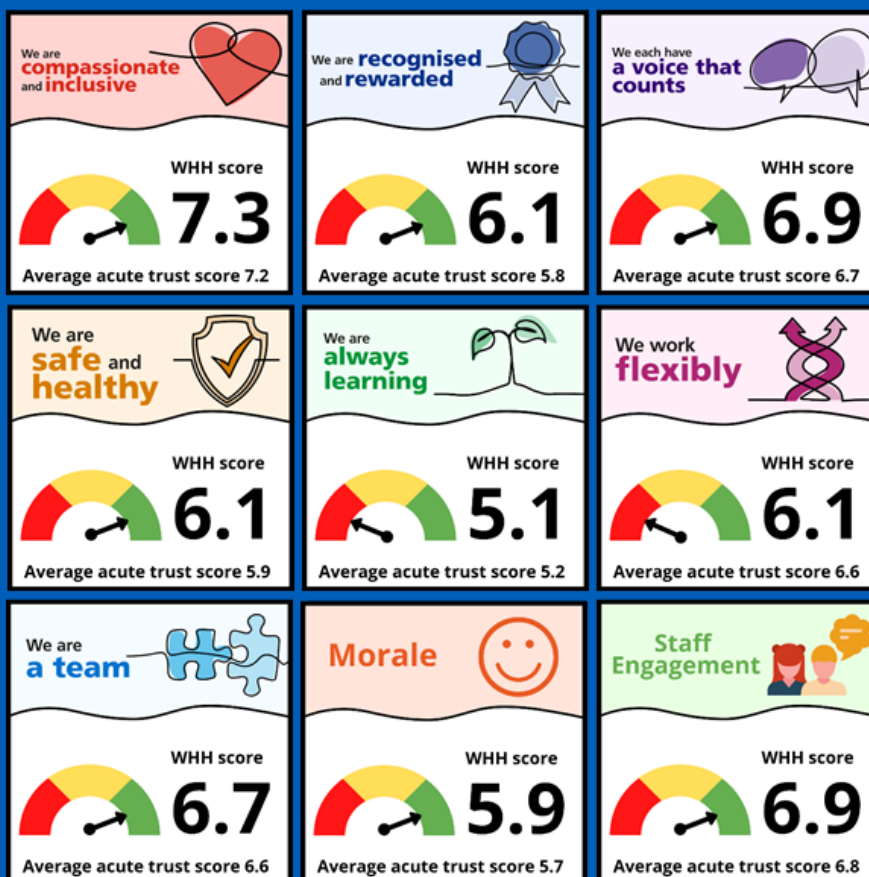 We are
compassionate
and inclusive
WHH score
7.3
Average acute trust score 7.2
We are recognised
and rewarded
WHH score
6.1
Average acute trust score 5.8
We each have
a voice that
counts
WHH score
6.9
Average acute trust score 6.7
We are
safe and
healthy
WHH score
6.1
Average acute trust score 5.9
We are
always
learning
WHH score
5.1
Average acute trust score 5.2
We work
flexibly
WHH score
6.1
Average acute trust score 6.6
We are
a team
WHH score
6.7
Average acute trust score 6.6
Morale
WHH score
5.9
Average acute trust score 5.7
Staff
Engagement
WHH score
6.9
Average acute trust score 6.8